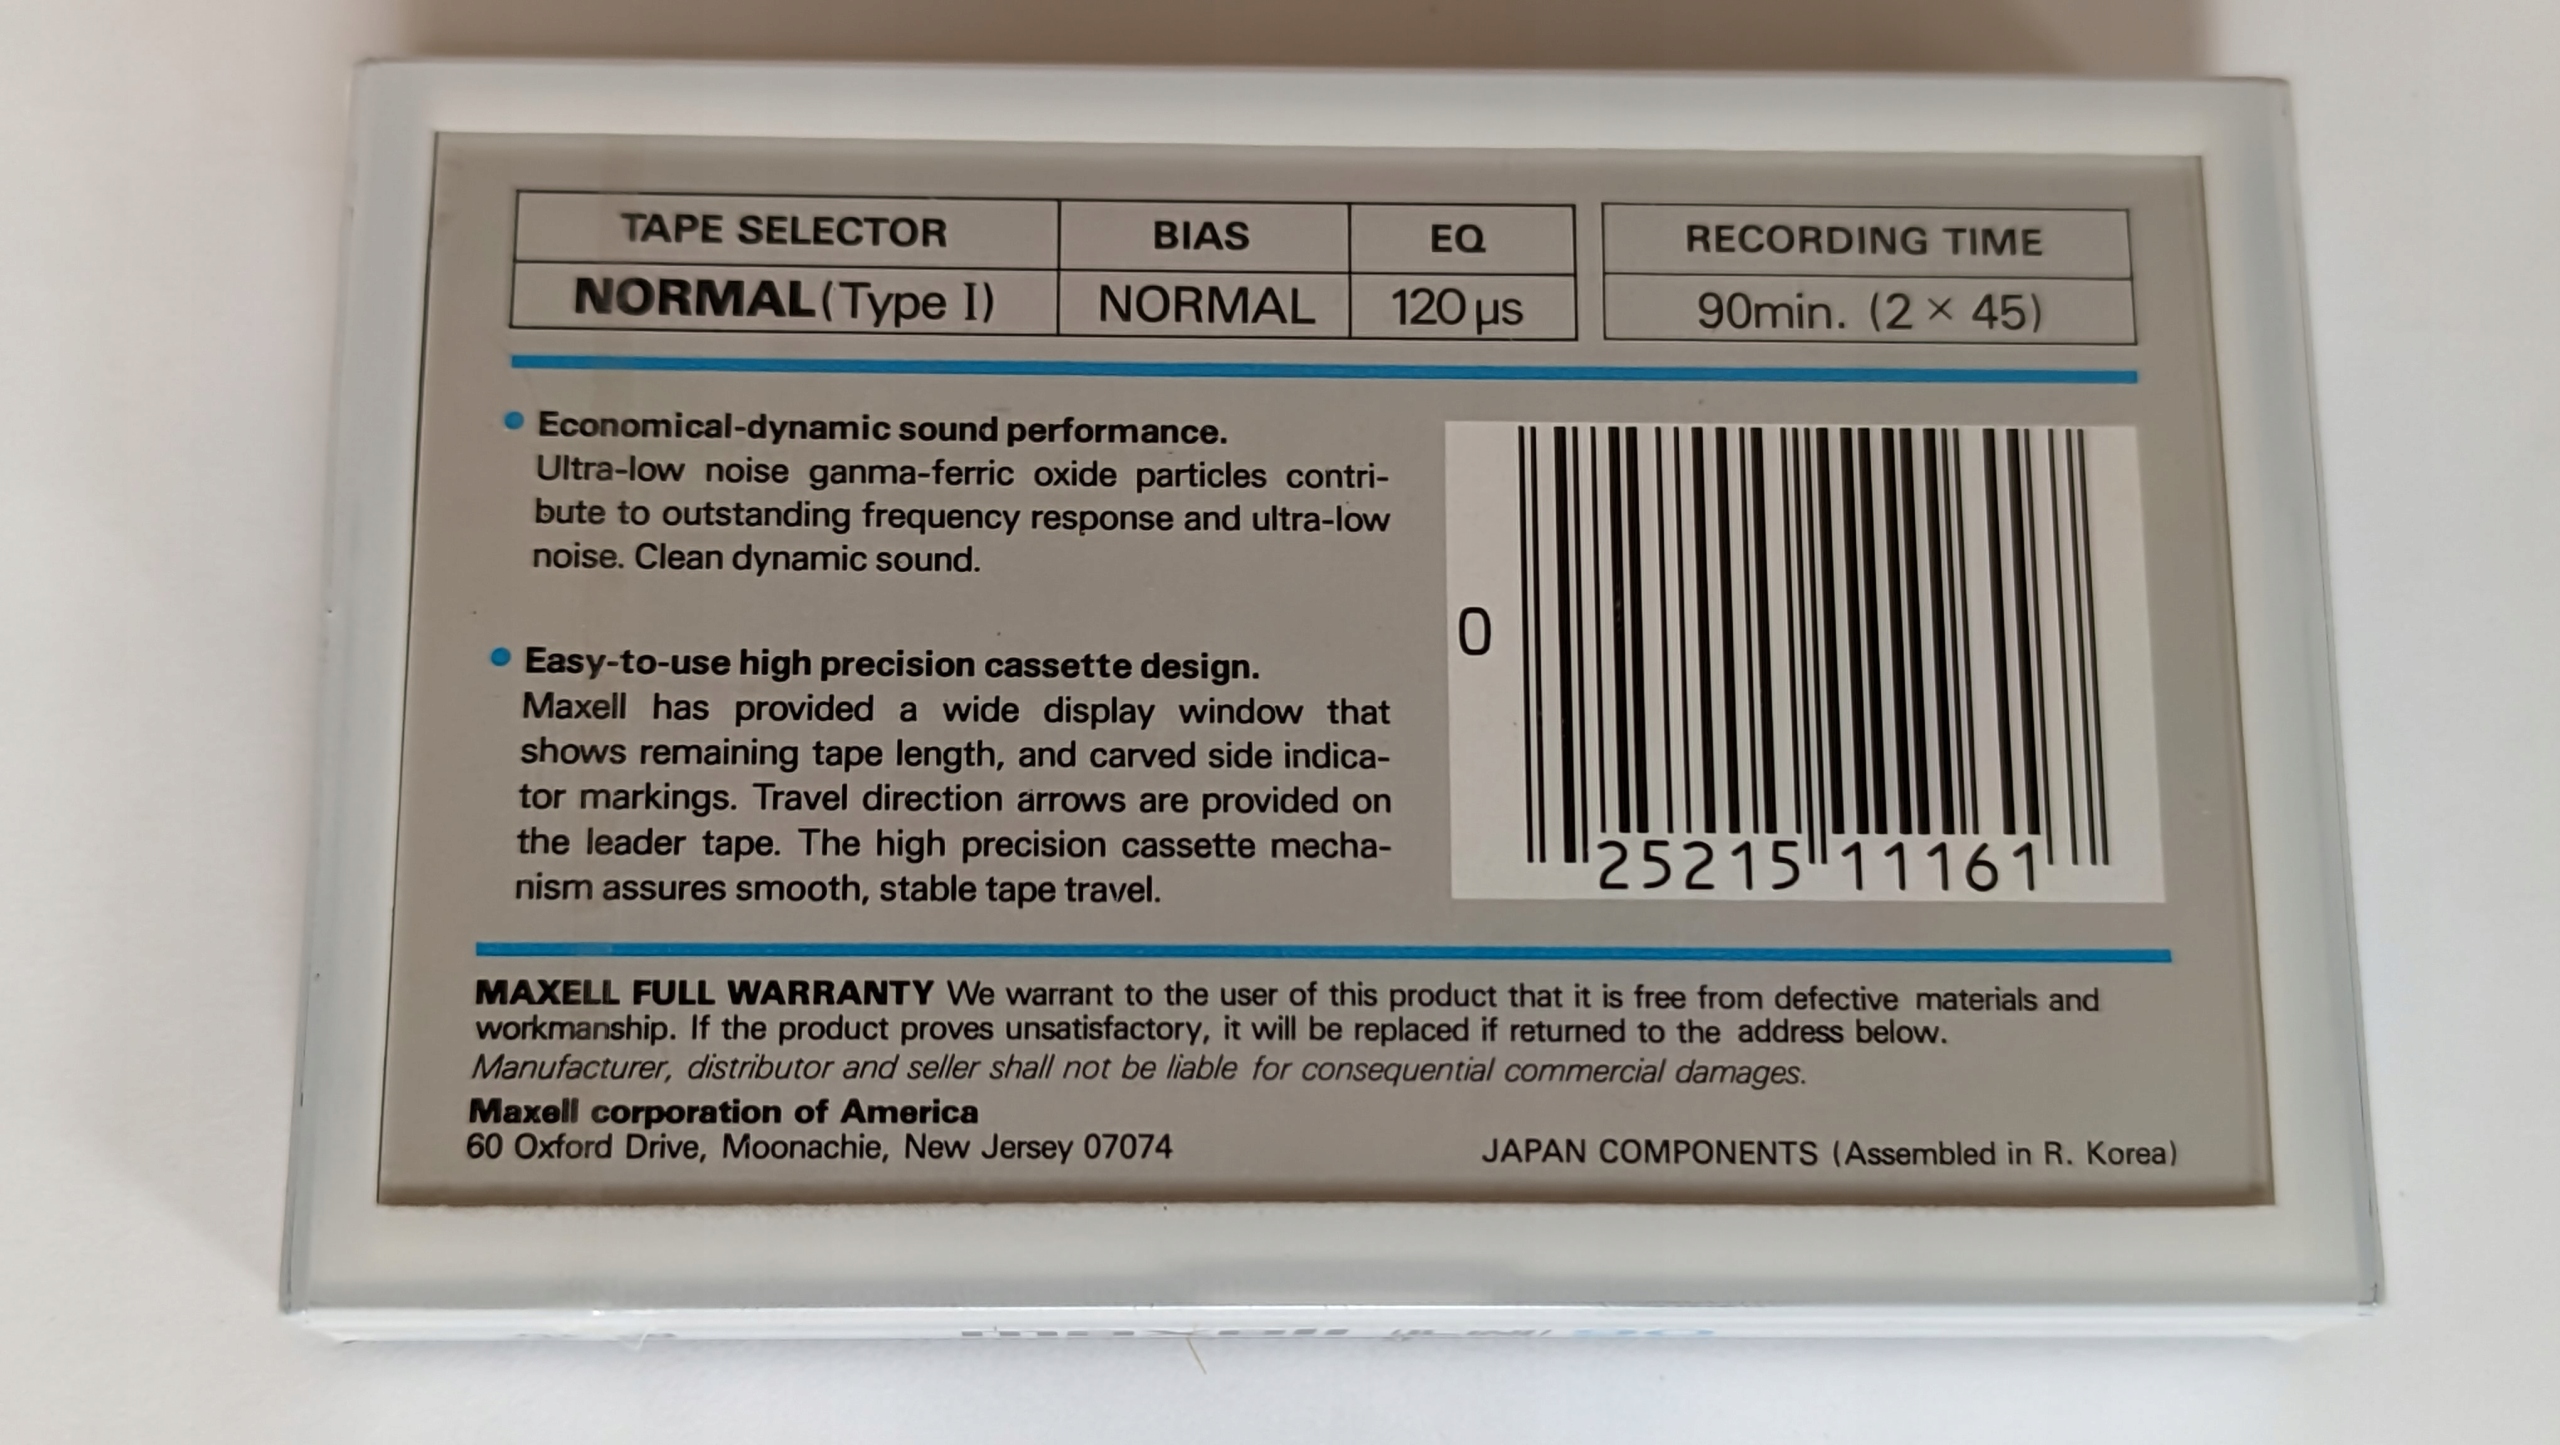 TAPE SELECTOR BIAS EQ RECORDING TIME
NORMAL(Type I) NORMAL 120µs 90min. (2 × 45)
• Economical-dynamic sound performance.
Ultra-low noise ganma-ferric oxide particles contri-
bute to outstanding frequency response and ultra-low
noise. Clean dynamic sound.
• Easy-to-use high precision cassette design.
Maxell has provided a wide display window that
shows remaining tape length, and carved side indica-
tor markings. Travel direction arrows are provided on
the leader tape. The high precision cassette mecha-
nism assures smooth, stable tape travel.
0
25215 11161
MAXELL FULL WARRANTY We warrant to the user of this product that it is free from defective materials and
workmanship. If the product proves unsatisfactory, it will be replaced if returned to the address below.
Manufacturer, distributor and seller shall not be liable for consequential commercial damages.
Maxell corporation of America
60 Oxford Drive, Moonachie, New Jersey 07074
JAPAN COMPONENTS (Assembled in R. Korea)